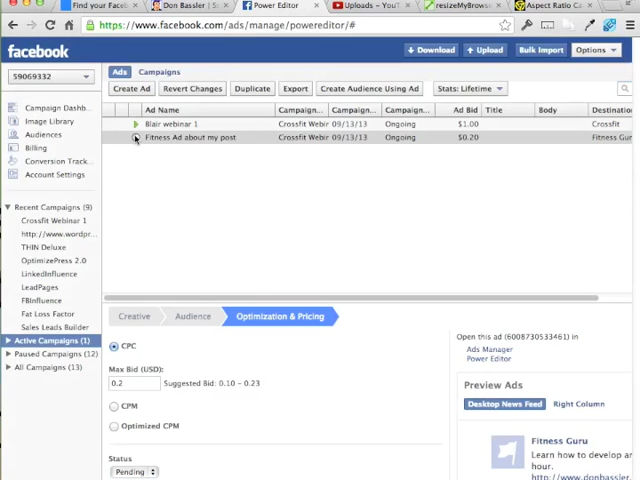 Find your Faceb
Don Bassler | S
Power Editor
Uploads – YouT
resizeMyBrows
Aspect Ratio C
https://www.facebook.com/ads/manage/powereditor/#
facebook
Download
Upload
Bulk Import
Options
59069332
Ads
Campaigns
Create Ad
Revert Changes
Duplicate
Export
Create Audience Using Ad
Stats: Lifetime
Ad Name
Campaign...
Campaign...
Campaign...
Ad Bid
Title
Body
Destinatio
Blair webinar 1
Crossfit Webir
09/13/13
Ongoing
$1.00
Crossfit
Fitness Ad about my post
Crossfit Webir
09/13/13
Ongoing
$0.20
Fitness Gu
Campaign Dashb...
Image Library
Audiences
Billing
Conversion Track...
Account Settings
Recent Campaigns (9)
Crossfit Webinar 1
http://www.wordpr...
THIN Deluxe
OptimizePress 2.0
LinkedInfluence
LeadPages
FBInfluence
Fat Loss Factor
Sales Leads Builder
Active Campaigns (1)
Paused Campaigns (12)
All Campaigns (13)
Creative
Audience
Optimization & Pricing
CPC
Max Bid (USD):
0.2
Suggested Bid: 0.10 – 0.23
CPM
Optimized CPM
Status
Pending
Open this ad (6008730533461) in
Ads Manager
Power Editor
Preview Ads
Desktop News Feed
Right Column
Fitness Guru
Learn how to develop an
hour.
http://www.donbassler.